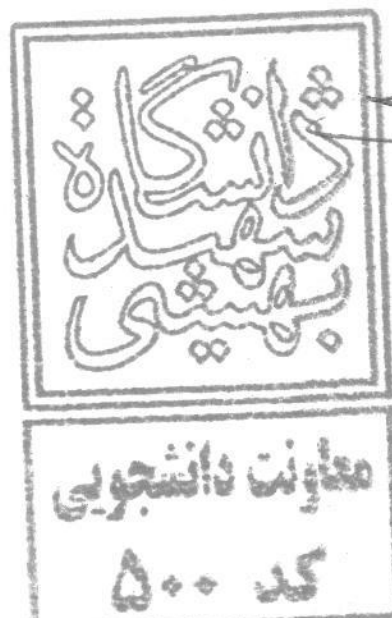 دانشگاه
شهید
بهشتی
معاونت دانشجویی
کد ۵۰۰